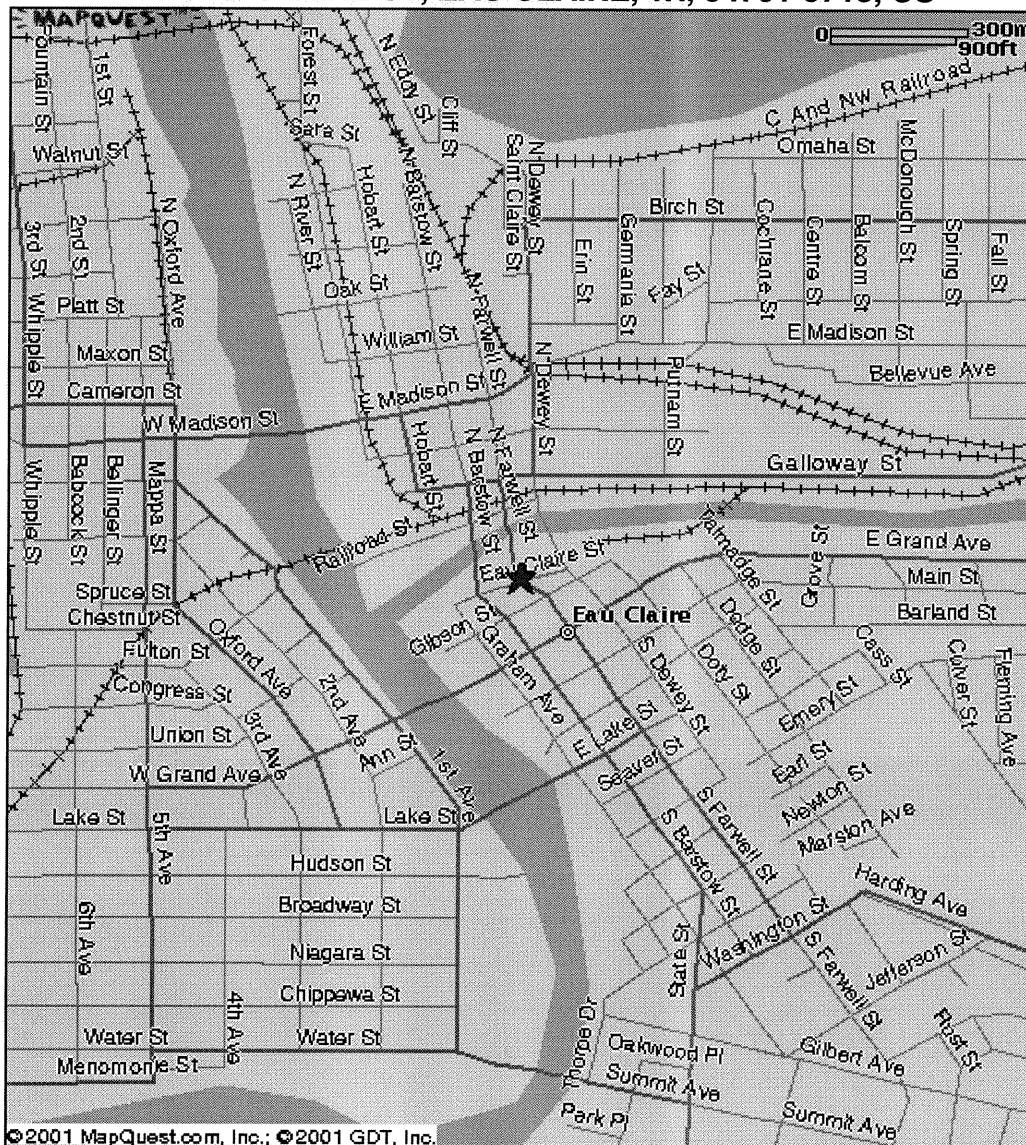 EAU CLAIRE, WI,
MAPQUEST
0 300m
900ft
Fountain St
1st St
Forest St
N Eddy St
Cliff St
C And NW Railroad
Omaha St
McDonough St
Walnut St
Sara St
N Barstow St
Saint Claire St
N Dewey St
Birch St
3rd St
2nd St
N Oxford Ave
N River St
Hobart St
Erin St
Germania St
Fay St
Cochrane St
Centre St
Balcom St
Spring St
Fall St
Oak St
Platt St
Whipple St
N Farwell St
William St
E Madison St
Maxon St
Cameron St
E Madison St
N Dewey St
Putnam St
Bellevue Ave
W Madison St
Hobart St
N Barstow St
N Farwell St
Galloway St
Whipple St
Babcock St
Bellinger St
Mappa St
Railroad St
Eau Claire St
Talmadge St
E Grand Ave
Grove St
Main St
Barland St
Spruce St
Chestnut St
Gibson St
Eau Claire
Fulton St
Oxford Ave
Graham Ave
S Dewey St
Dodge St
Doty St
Cass St
Culver St
Fleming Ave
Congress St
2nd Ave
Emery St
Union St
3rd Ave
Ann St
1st Ave
E Lake St
Seaver St
Earl St
W Grand Ave
Newton St
Lake St
5th Ave
Lake St
S Barstow St
S Farwell St
Marston Ave
Hudson St
Harding Ave
Broadway St
6th Ave
Washington St
Niagara St
State St
S Farwell St
Jefferson St
Chippewa St
4th Ave
Water St
Water St
Thorpe Dr
Oakwood Pl
Gilbert Ave
Rust St
Menomonie St
Summit Ave
Park Pl
Summit Ave
©2001 MapQuest.com, Inc.; ©2001 GDT, Inc.